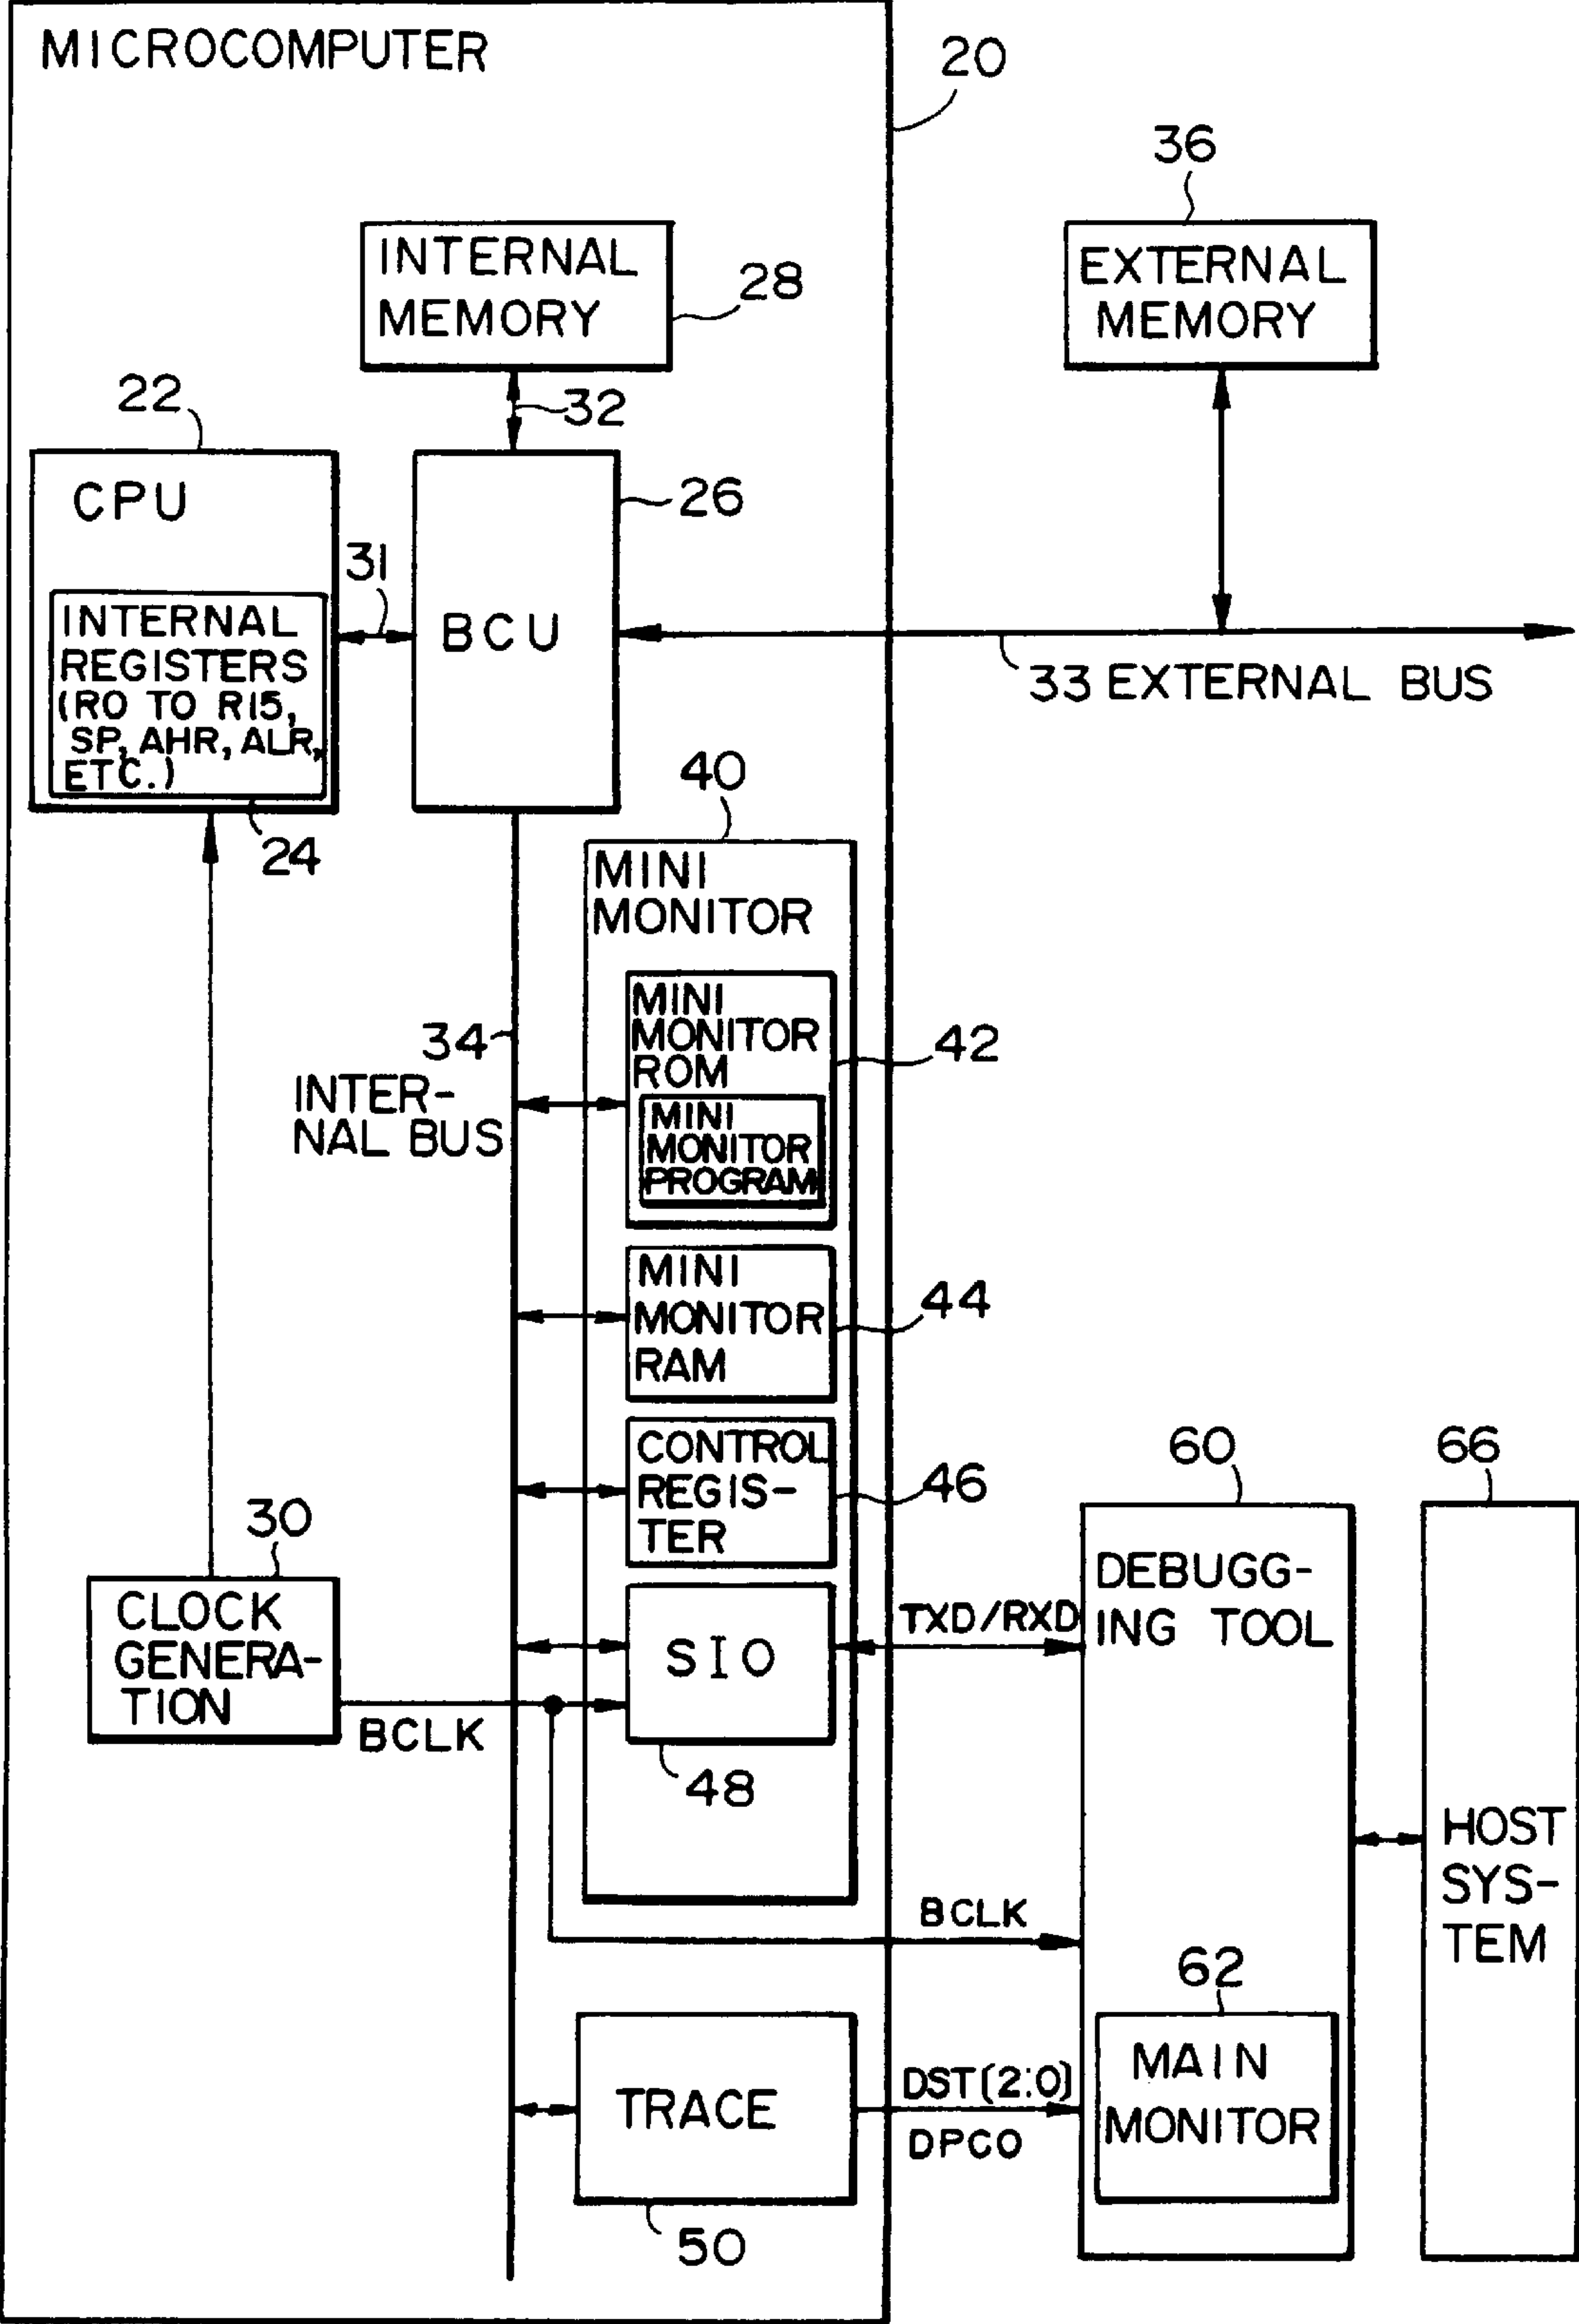 MICROCOMPUTER
20
36
INTERNAL
MEMORY
28
EXTERNAL
MEMORY
32
22
CPU
26
31
INTERNAL
REGISTERS
(R0 TO R15,
SP, AHR, ALR,
ETC.)
24
BCU
33 EXTERNAL BUS
40
MINI
MONITOR
MINI
MONITOR
ROM
42
MINI
MONITOR
PROGRAM
34
INTER-
NAL BUS
MINI
MONITOR
RAM
44
CONTROL
REGIS-
TER
46
60
66
30
CLOCK
GENERA-
TION
BCLK
SIO
48
TXD/RXD
DEBUGG-
ING TOOL
HOST
SYS-
TEM
BCLK
62
MAIN
MONITOR
TRACE
50
DST(2:0)
DPCO